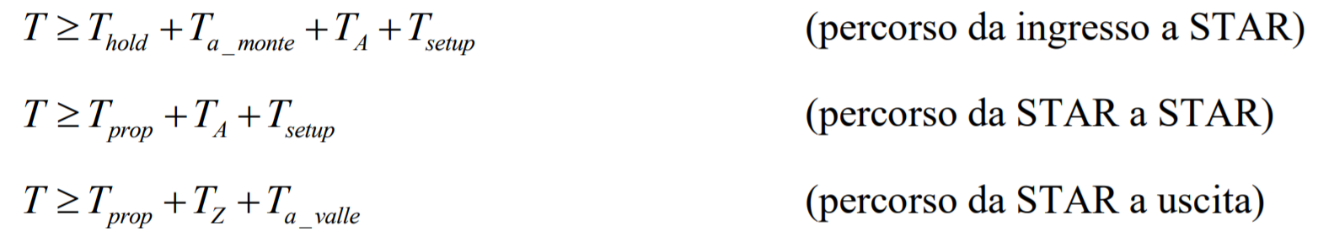 T ≥ T_hold + T_a_monte + T_A + T_setup (percorso da ingresso a STAR)
T ≥ T_prop + T_A + T_setup (percorso da STAR a STAR)
T ≥ T_prop + T_Z + T_a_valle (percorso da STAR a uscita)